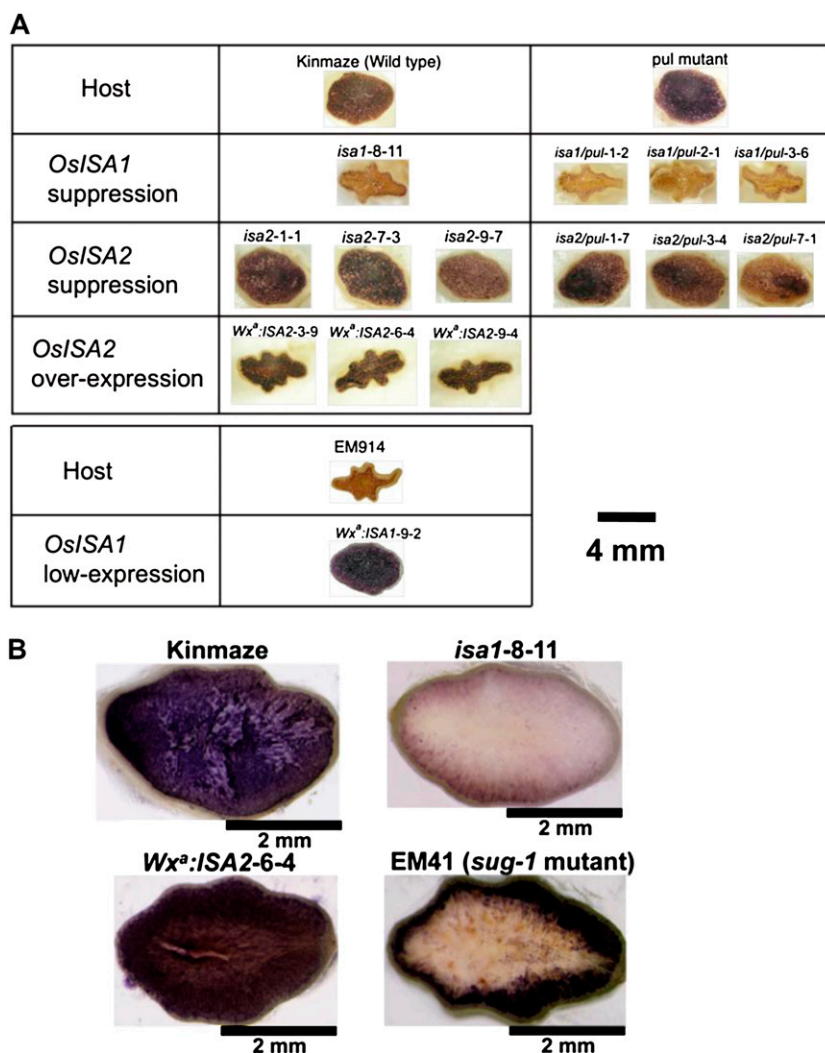 A
Host
Kinmaze (Wild type)
pul mutant
OsISA1
suppression
isa1-8-11
isa1/pul-1-2 isa1/pul-2-1 isa1/pul-3-6
OsISA2
suppression
isa2-1-1 isa2-7-3 isa2-9-7
isa2/pul-1-7 isa2/pul-3-4 isa2/pul-7-1
OsISA2
over-expression
Wxᵃ:ISA2-3-9 Wxᵃ:ISA2-6-4 Wxᵃ:ISA2-9-4
Host
EM914
OsISA1
low-expression
Wxᵃ:ISA1-9-2
4 mm
B
Kinmaze
isa1-8-11
2 mm
2 mm
Wxᵃ:ISA2-6-4
EM41 (sug-1 mutant)
2 mm
2 mm